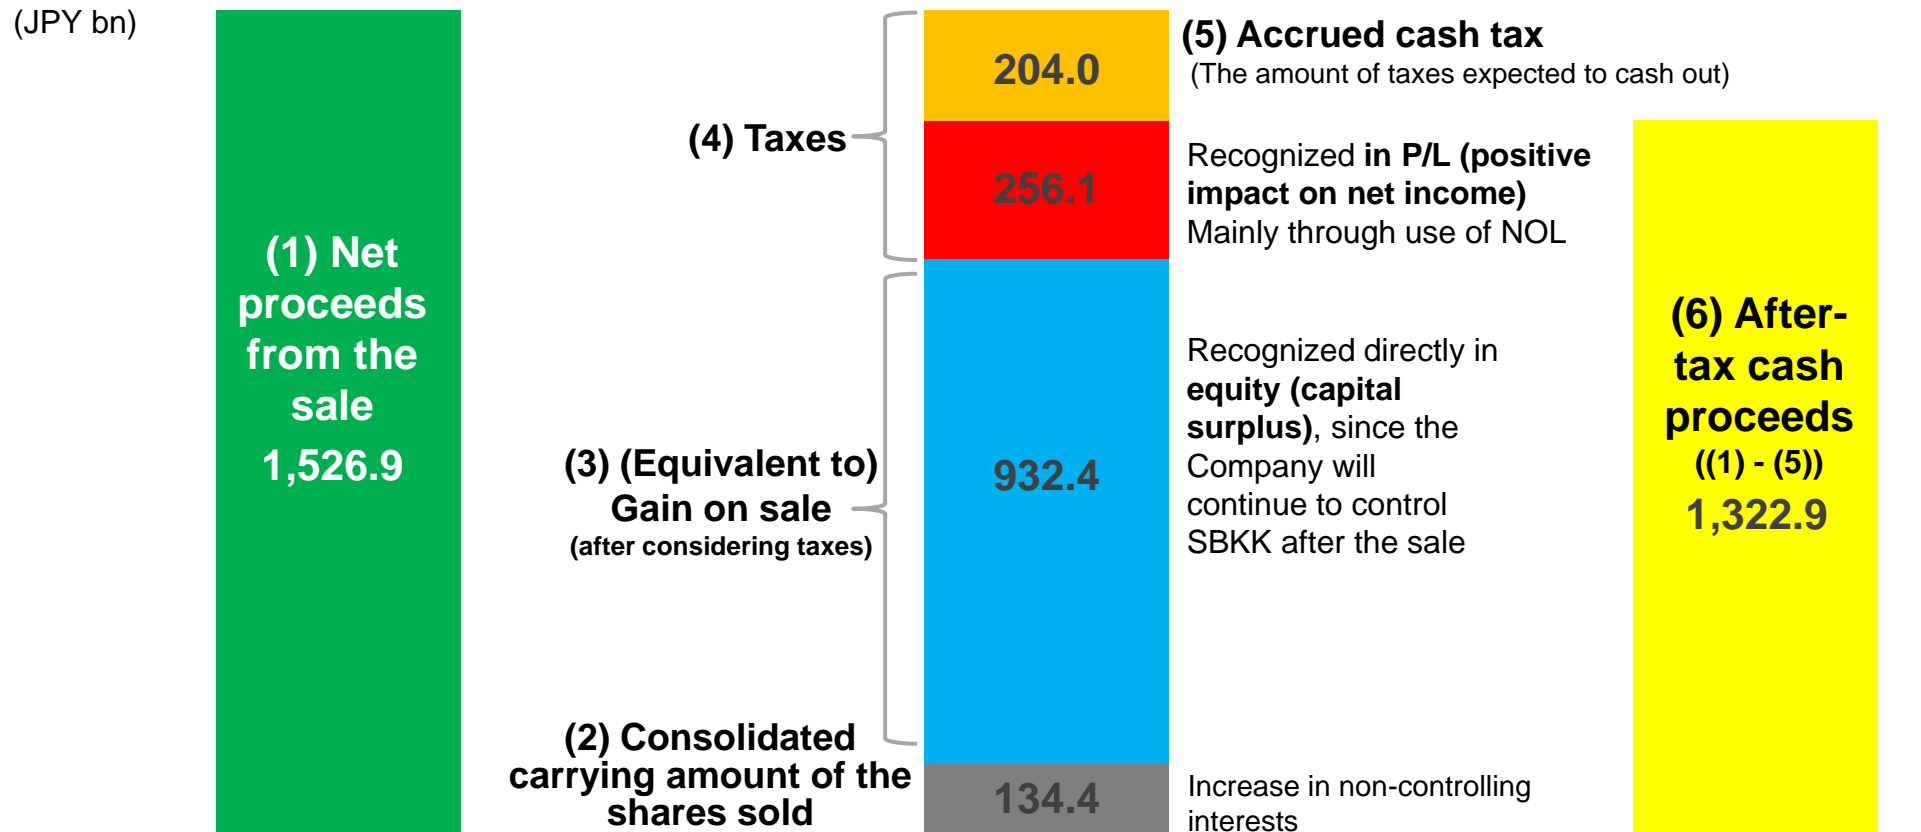 (JPY bn)
(1) Net
proceeds
from the
sale
1,526.9
(4) Taxes
(3) (Equivalent to)
Gain on sale
(after considering taxes)
(2) Consolidated
carrying amount of the
shares sold
204.0
256.1
932.4
134.4
(5) Accrued cash tax
(The amount of taxes expected to cash out)
Recognized in P/L (positive
impact on net income)
Mainly through use of NOL
Recognized directly in
equity (capital
surplus), since the
Company will
continue to control
SBKK after the sale
Increase in non-controlling
interests
(6) After-
tax cash
proceeds
((1) - (5))
1,322.9